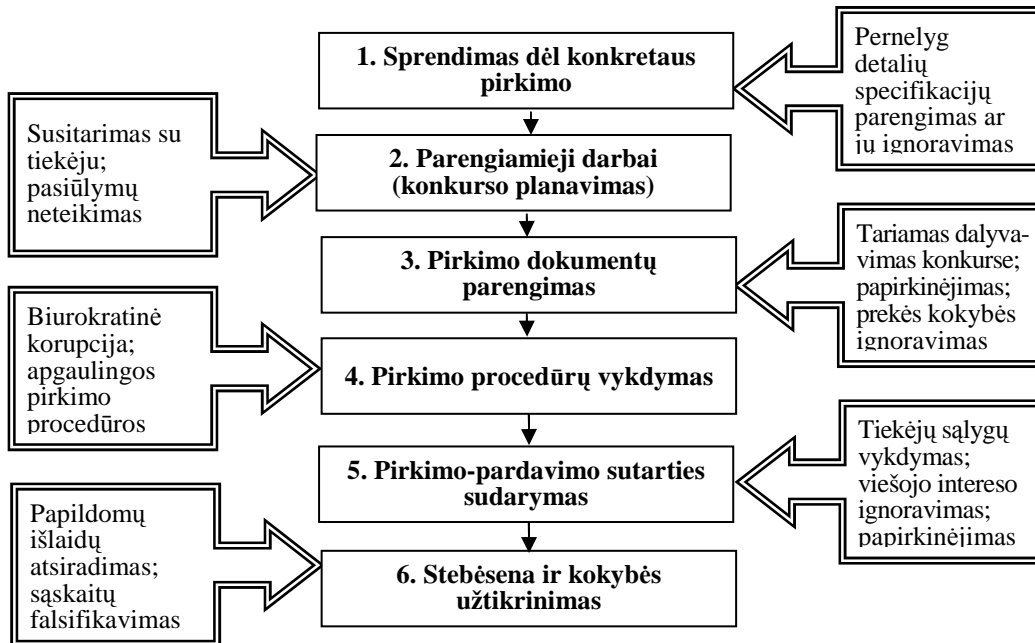 1. Sprendimas dėl konkretaus
pirkimo
Pernelyg
detalių
specifikacijų
parengimas ar
jų ignoravimas
Susitarimas su
tiekėju;
pasiūlymų
neteikimas
2. Parengiamieji darbai
(konkurso planavimas)
3. Pirkimo dokumentų
parengimas
Tariamas dalyva-
vimas konkurse;
papirkinėjimas;
prekės kokybės
ignoravimas
Biurokratinė
korupcija;
apgaulingos
pirkimo
procedūros
4. Pirkimo procedūrų vykdymas
5. Pirkimo-pardavimo sutarties
sudarymas
Tiekėjų sąlygų
vykdymas;
viešojo intereso
ignoravimas;
papirkinėjimas
Papildomų
išlaidų
atsiradimas;
sąskaitų
falsifikavimas
6. Stebėsena ir kokybės
užtikrinimas